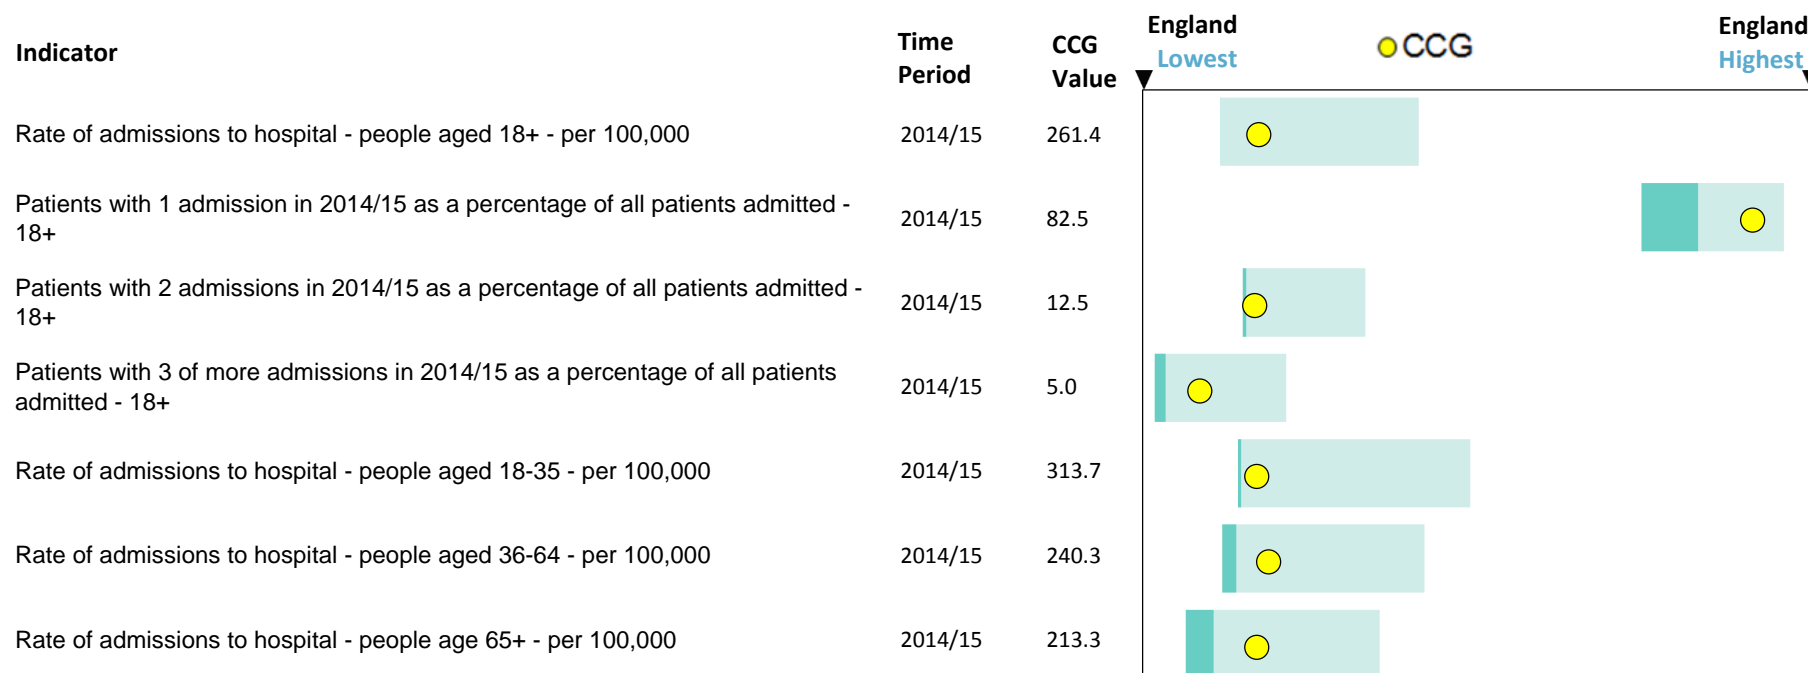 Indicator
Time Period
CCG Value
England Lowest
CCG
England Highest
Rate of admissions to hospital - people aged 18+ - per 100,000 2014/15 261.4
Patients with 1 admission in 2014/15 as a percentage of all patients admitted -
18+
2014/15 82.5
Patients with 2 admissions in 2014/15 as a percentage of all patients admitted -
18+
2014/15 12.5
Patients with 3 of more admissions in 2014/15 as a percentage of all patients
admitted - 18+
2014/15 5.0
Rate of admissions to hospital - people aged 18-35 - per 100,000 2014/15 313.7
Rate of admissions to hospital - people aged 36-64 - per 100,000 2014/15 240.3
Rate of admissions to hospital - people age 65+ - per 100,000 2014/15 213.3